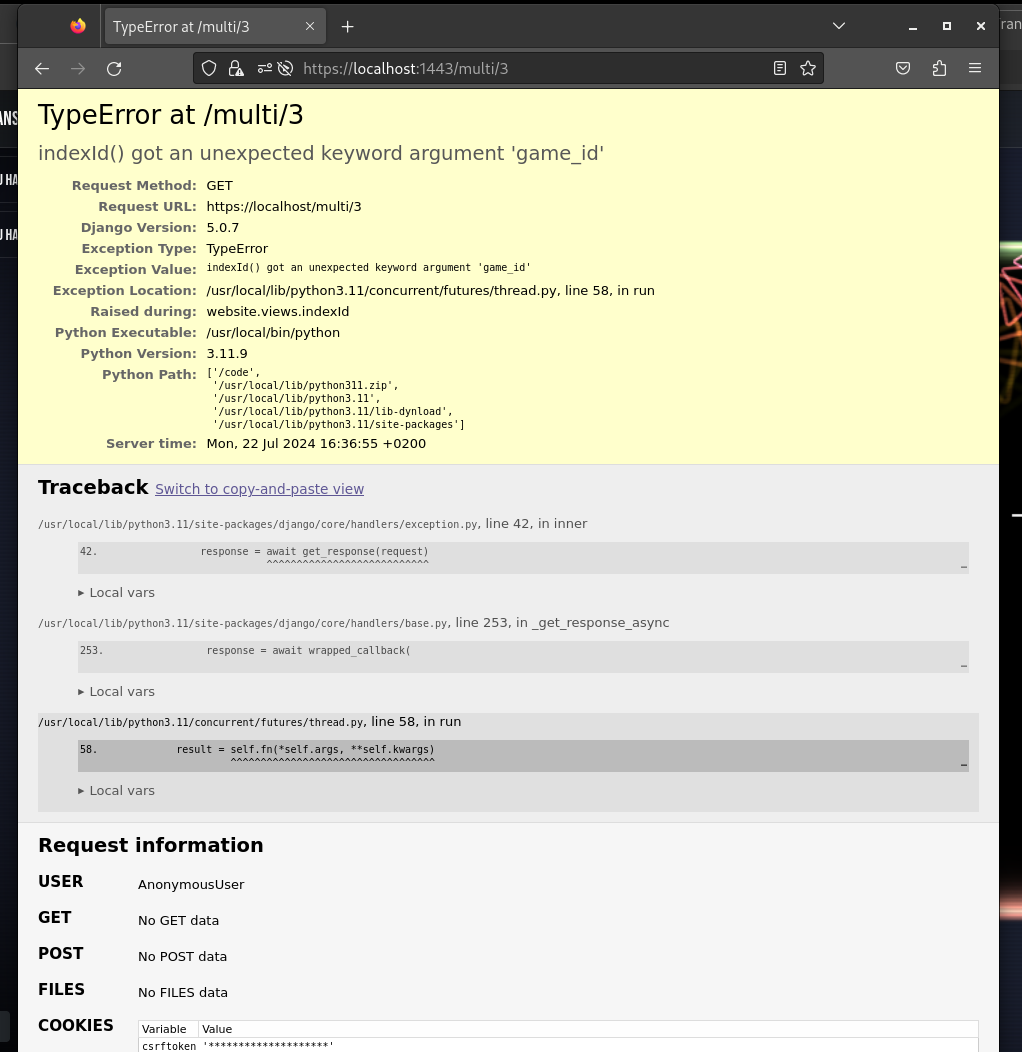 TypeError at /multi/3
ran
https://localhost:1443/multi/3
ANS
U HA
U HA
TypeError at /multi/3
indexId() got an unexpected keyword argument 'game_id'
Request Method: GET
Request URL: https://localhost/multi/3
Django Version: 5.0.7
Exception Type: TypeError
Exception Value: indexId() got an unexpected keyword argument 'game_id'
Exception Location: /usr/local/lib/python3.11/concurrent/futures/thread.py, line 58, in run
Raised during: website.views.indexId
Python Executable: /usr/local/bin/python
Python Version: 3.11.9
Python Path: ['/code',
'/usr/local/lib/python311.zip',
'/usr/local/lib/python3.11',
'/usr/local/lib/python3.11/lib-dynload',
'/usr/local/lib/python3.11/site-packages']
Server time: Mon, 22 Jul 2024 16:36:55 +0200
Traceback Switch to copy-and-paste view
/usr/local/lib/python3.11/site-packages/django/core/handlers/exception.py, line 42, in inner
42. response = await get_response(request)
^^^^^^^^^^^^^^^^^^^^^^^^^^^
…
▶ Local vars
/usr/local/lib/python3.11/site-packages/django/core/handlers/base.py, line 253, in _get_response_async
253. response = await wrapped_callback(
…
▶ Local vars
/usr/local/lib/python3.11/concurrent/futures/thread.py, line 58, in run
58. result = self.fn(*self.args, **self.kwargs)
^^^^^^^^^^^^^^^^^^^^^^^^^^^^^^^^^^
…
▶ Local vars
Request information
USER AnonymousUser
GET No GET data
POST No POST data
FILES No FILES data
COOKIES Variable Value
csrftoken '********************'